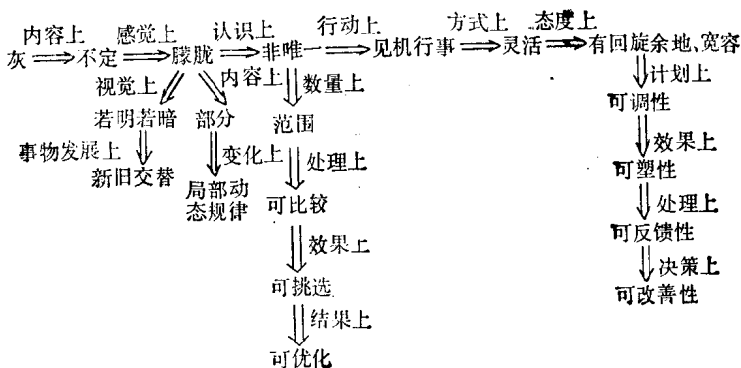 内容上 感觉上 认识上 行动上 方式上 态度上
灰⟹不定⟹朦胧⟹非唯一⟹见机行事⟹灵活⟹有回旋余地、宽容
视觉上 内容上 数量上 计划上
若明若暗 部分 范围 可调性
事物发展上 变化上 处理上 效果上
新旧交替 局部动态规律 可比较 可塑性
效果上 处理上
可挑选 可反馈性
结果上 决策上
可优化 可改善性